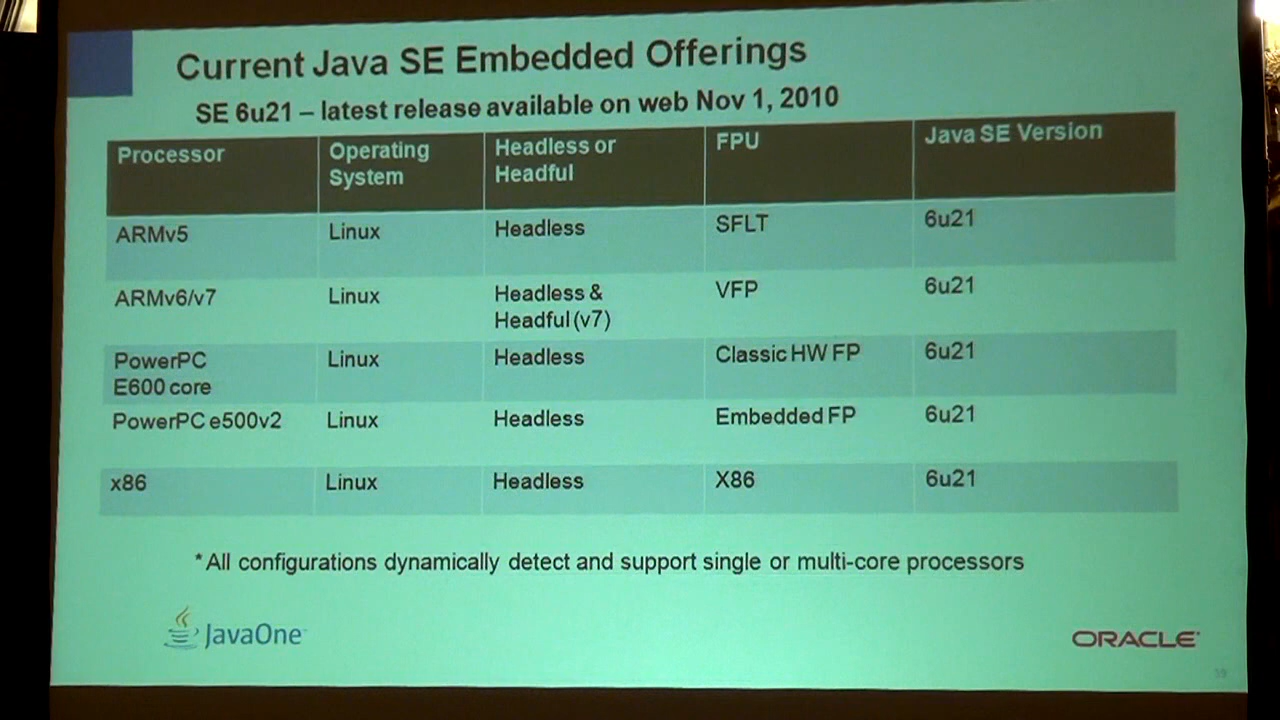 Current Java SE Embedded Offerings
SE 6u21 – latest release available on web Nov 1, 2010
Processor Operating System Headless or Headful FPU Java SE Version
ARMv5 Linux Headless SFLT 6u21
ARMv6/v7 Linux Headless & Headful (v7) VFP 6u21
PowerPC E600 core Linux Headless Classic HW FP 6u21
PowerPC e500v2 Linux Headless Embedded FP 6u21
x86 Linux Headless X86 6u21
* All configurations dynamically detect and support single or multi-core processors
JavaOne
ORACLE